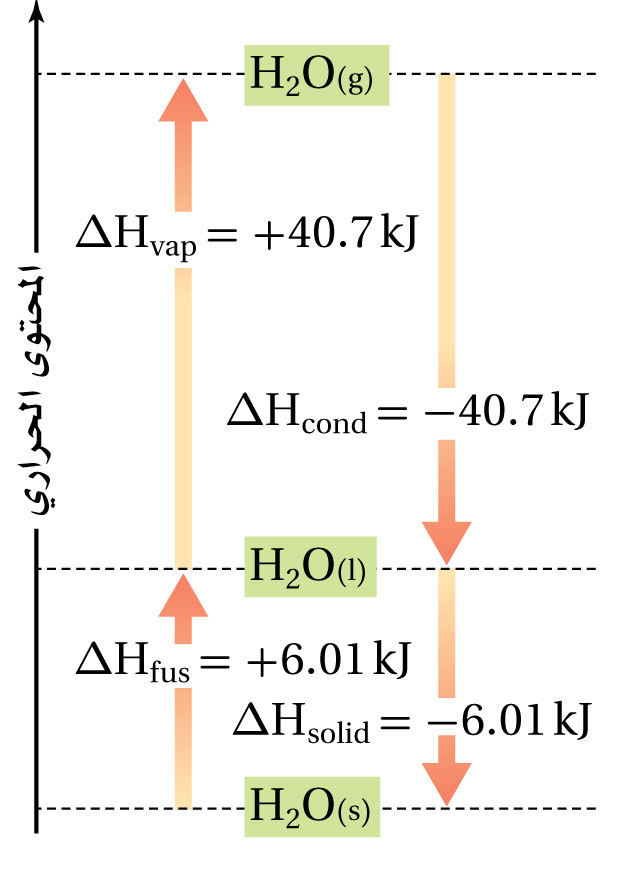 H₂O(g)
ΔHvap = +40.7 kJ
المحتوى الحراري
ΔHcond = −40.7 kJ
H₂O(l)
ΔHfus = +6.01 kJ
ΔHsolid = −6.01 kJ
H₂O(s)